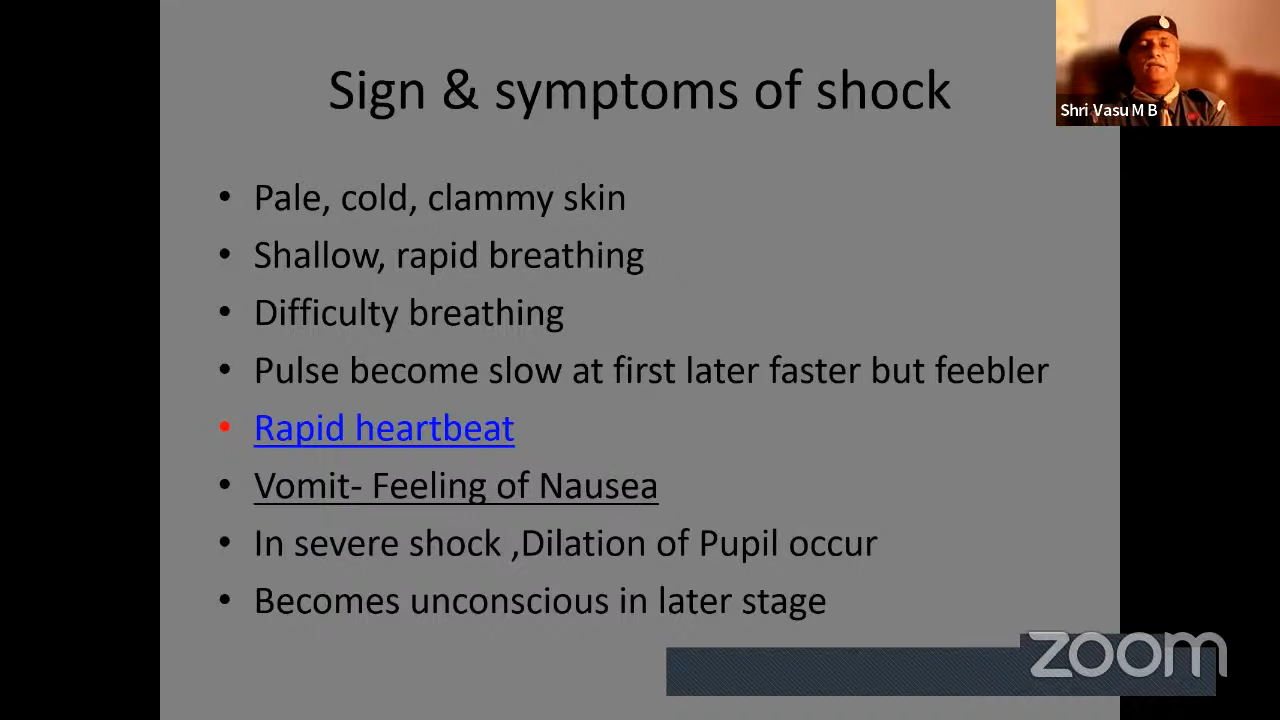 Sign & symptoms of shock
Shri Vasu M B
• Pale, cold, clammy skin
• Shallow, rapid breathing
• Difficulty breathing
• Pulse become slow at first later faster but feebler
• Rapid heartbeat
• Vomit- Feeling of Nausea
• In severe shock ,Dilation of Pupil occur
• Becomes unconscious in later stage
zoom